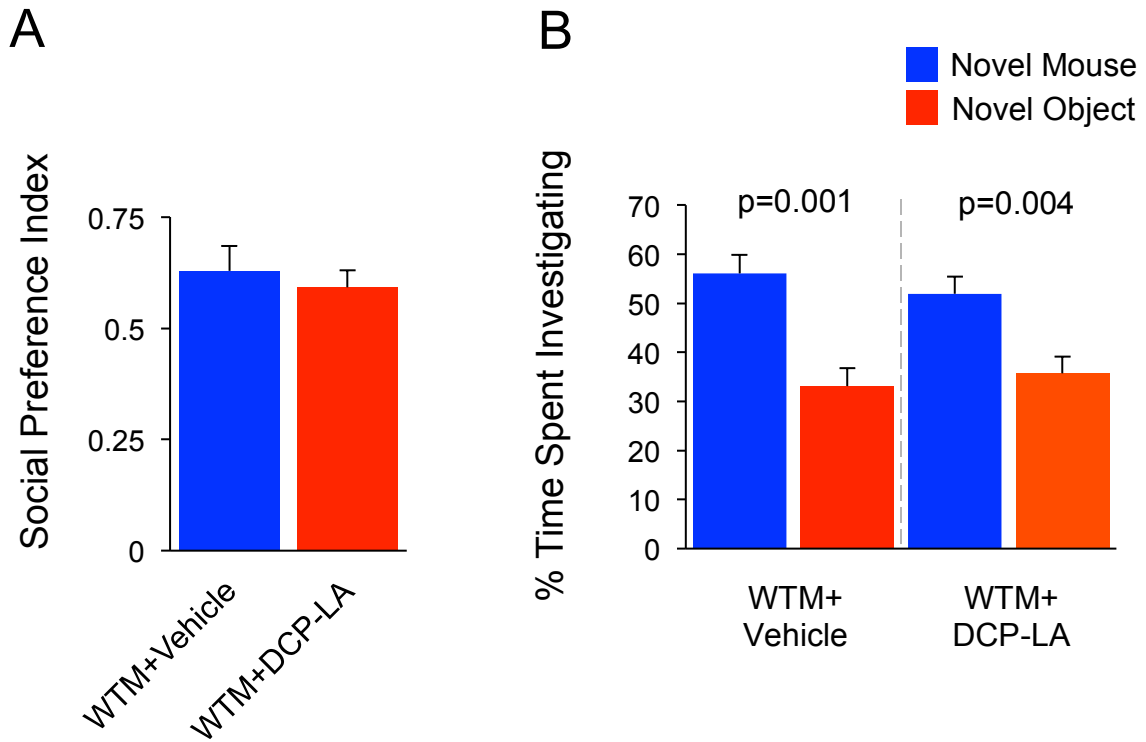 A
Social Preference Index
0.75
0.5
0.25
0
WTM+Vehicle
WTM+DCP-LA
B
Novel Mouse
Novel Object
% Time Spent Investigating
70
60
50
40
30
20
10
0
p=0.001
p=0.004
WTM+
Vehicle
WTM+
DCP-LA